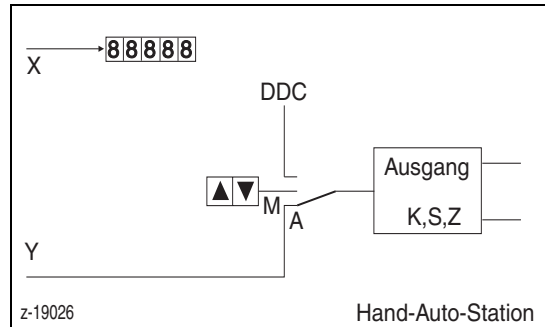 88888
X
DDC
Ausgang
▲▼
M
A
K,S,Z
Y
z-19026
Hand-Auto-Station